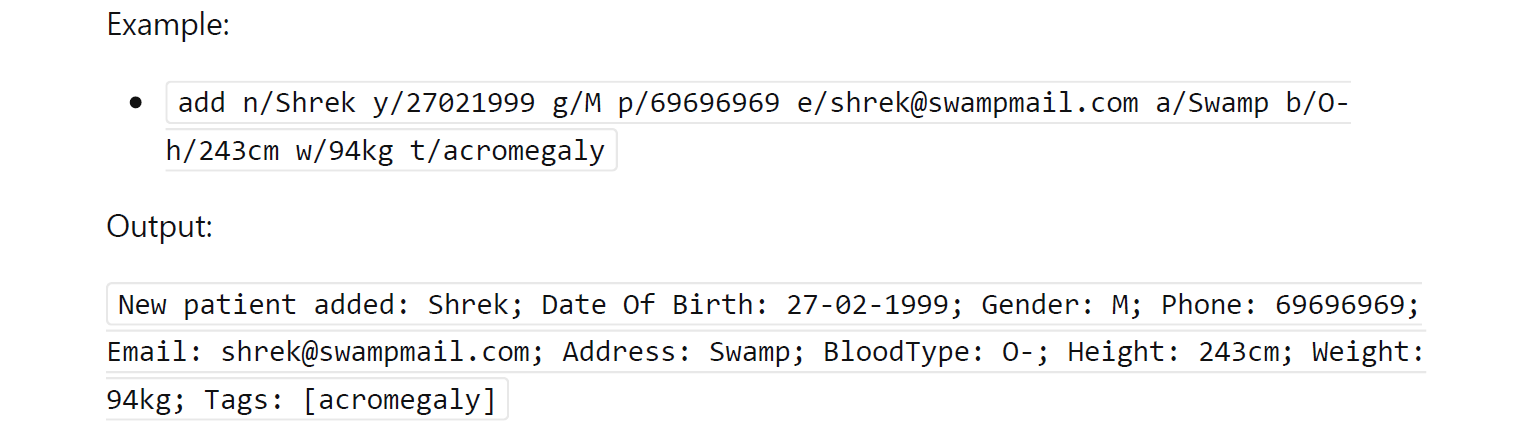 Example:
add n/Shrek y/27021999 g/M p/69696969 e/shrek@swampmail.com a/Swamp b/O-
h/243cm w/94kg t/acromegaly
Output:
New patient added: Shrek; Date Of Birth: 27-02-1999; Gender: M; Phone: 69696969;
Email: shrek@swampmail.com; Address: Swamp; BloodType: O-; Height: 243cm; Weight:
94kg; Tags: [acromegaly]